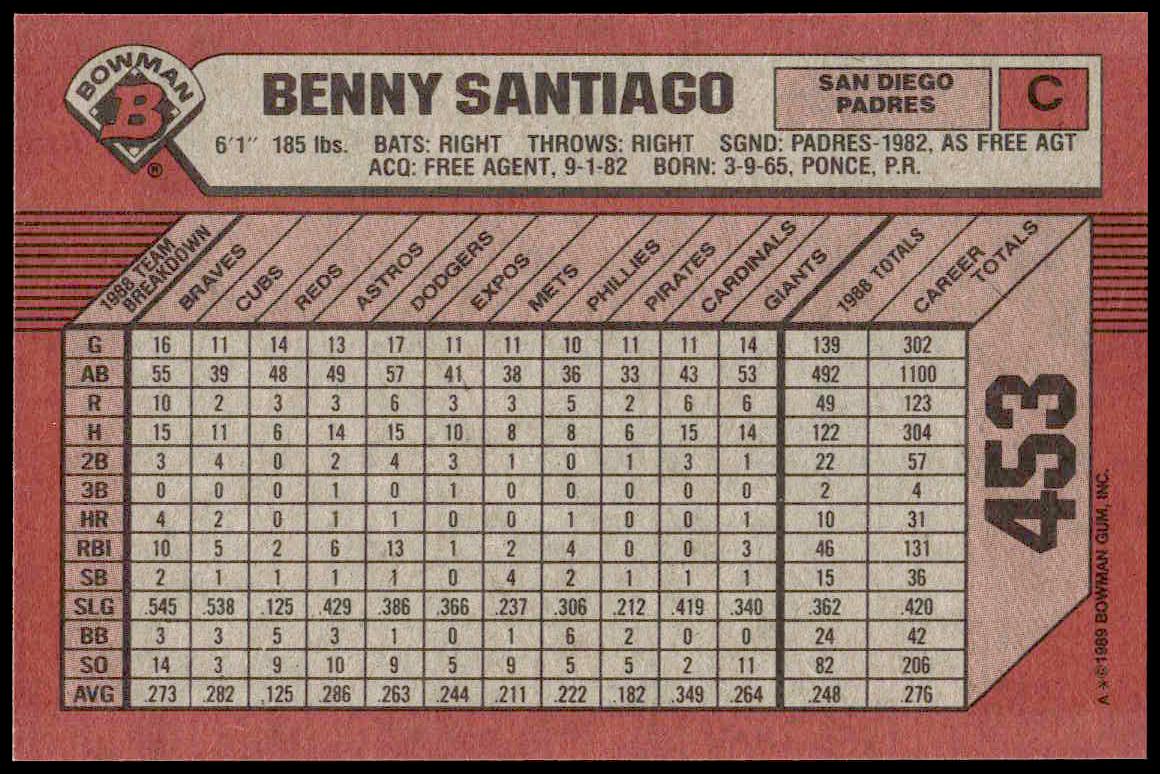 BOWMAN
B
®
BENNY SANTIAGO
SAN DIEGO
PADRES
C
6'1" 185 lbs. BATS: RIGHT THROWS: RIGHT SGND: PADRES-1982, AS FREE AGT
ACQ: FREE AGENT, 9-1-82 BORN: 3-9-65, PONCE, P.R.
1988 TEAM BREAKDOWN BRAVES CUBS REDS ASTROS DODGERS EXPOS METS PHILLIES PIRATES CARDINALS GIANTS 1988 TOTALS CAREER TOTALS
G 16 11 14 13 17 11 11 10 11 11 14 139 302
AB 55 39 48 49 57 41 38 36 33 43 53 492 1100
R 10 2 3 3 6 3 3 5 2 6 6 49 123
H 15 11 6 14 15 10 8 8 6 15 14 122 304
2B 3 4 0 2 4 3 1 0 1 3 1 22 57
3B 0 0 0 1 0 1 0 0 0 0 0 2 4
HR 4 2 0 1 1 0 0 1 0 0 1 10 31
RBI 10 5 2 6 13 1 2 4 0 0 3 46 131
SB 2 1 1 1 1 0 4 2 1 1 1 15 36
SLG .545 .538 .125 .429 .386 .366 .237 .306 .212 .419 .340 .362 .420
BB 3 3 5 3 1 0 1 6 2 0 0 24 42
SO 14 3 9 10 9 5 9 5 5 2 11 82 206
AVG .273 .282 .125 .286 .263 .244 .211 .222 .182 .349 .264 .248 .276
453
A *©1989 BOWMAN GUM, INC.